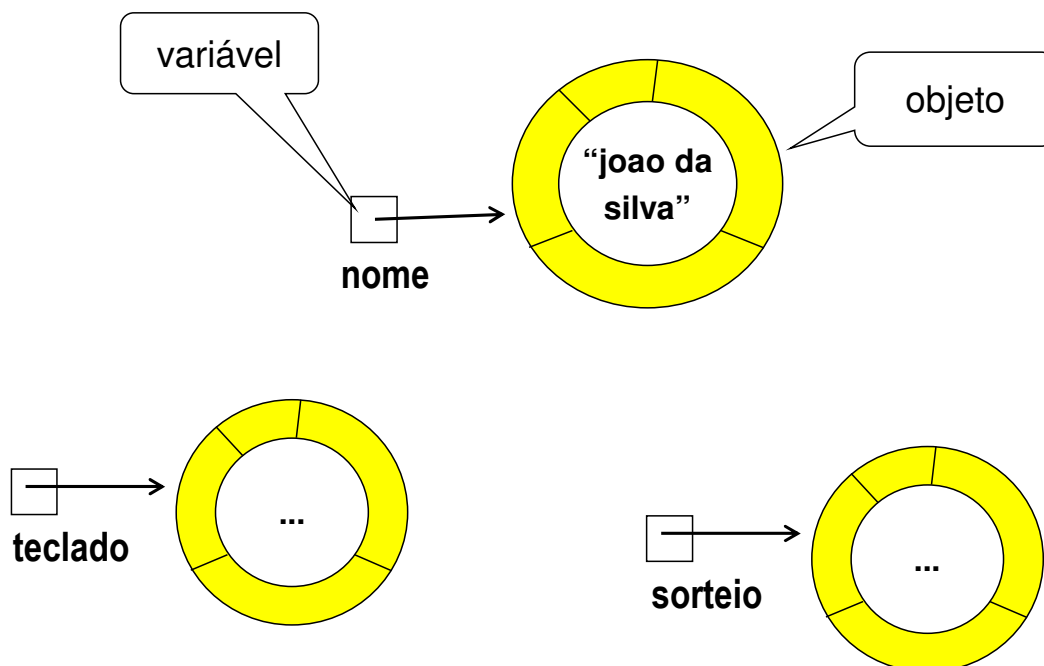 variável
objeto
“joao da
silva”
nome
...
teclado
...
sorteio